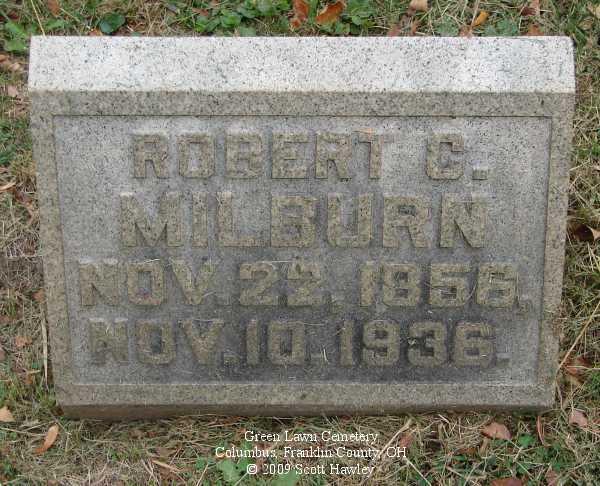 ROBERT C.
MILBURN
NOV. 22, 1856,
NOV. 10. 1936.
Green Lawn Cemetery
Columbus, Franklin County, OH
© 2009 Scott Hawley